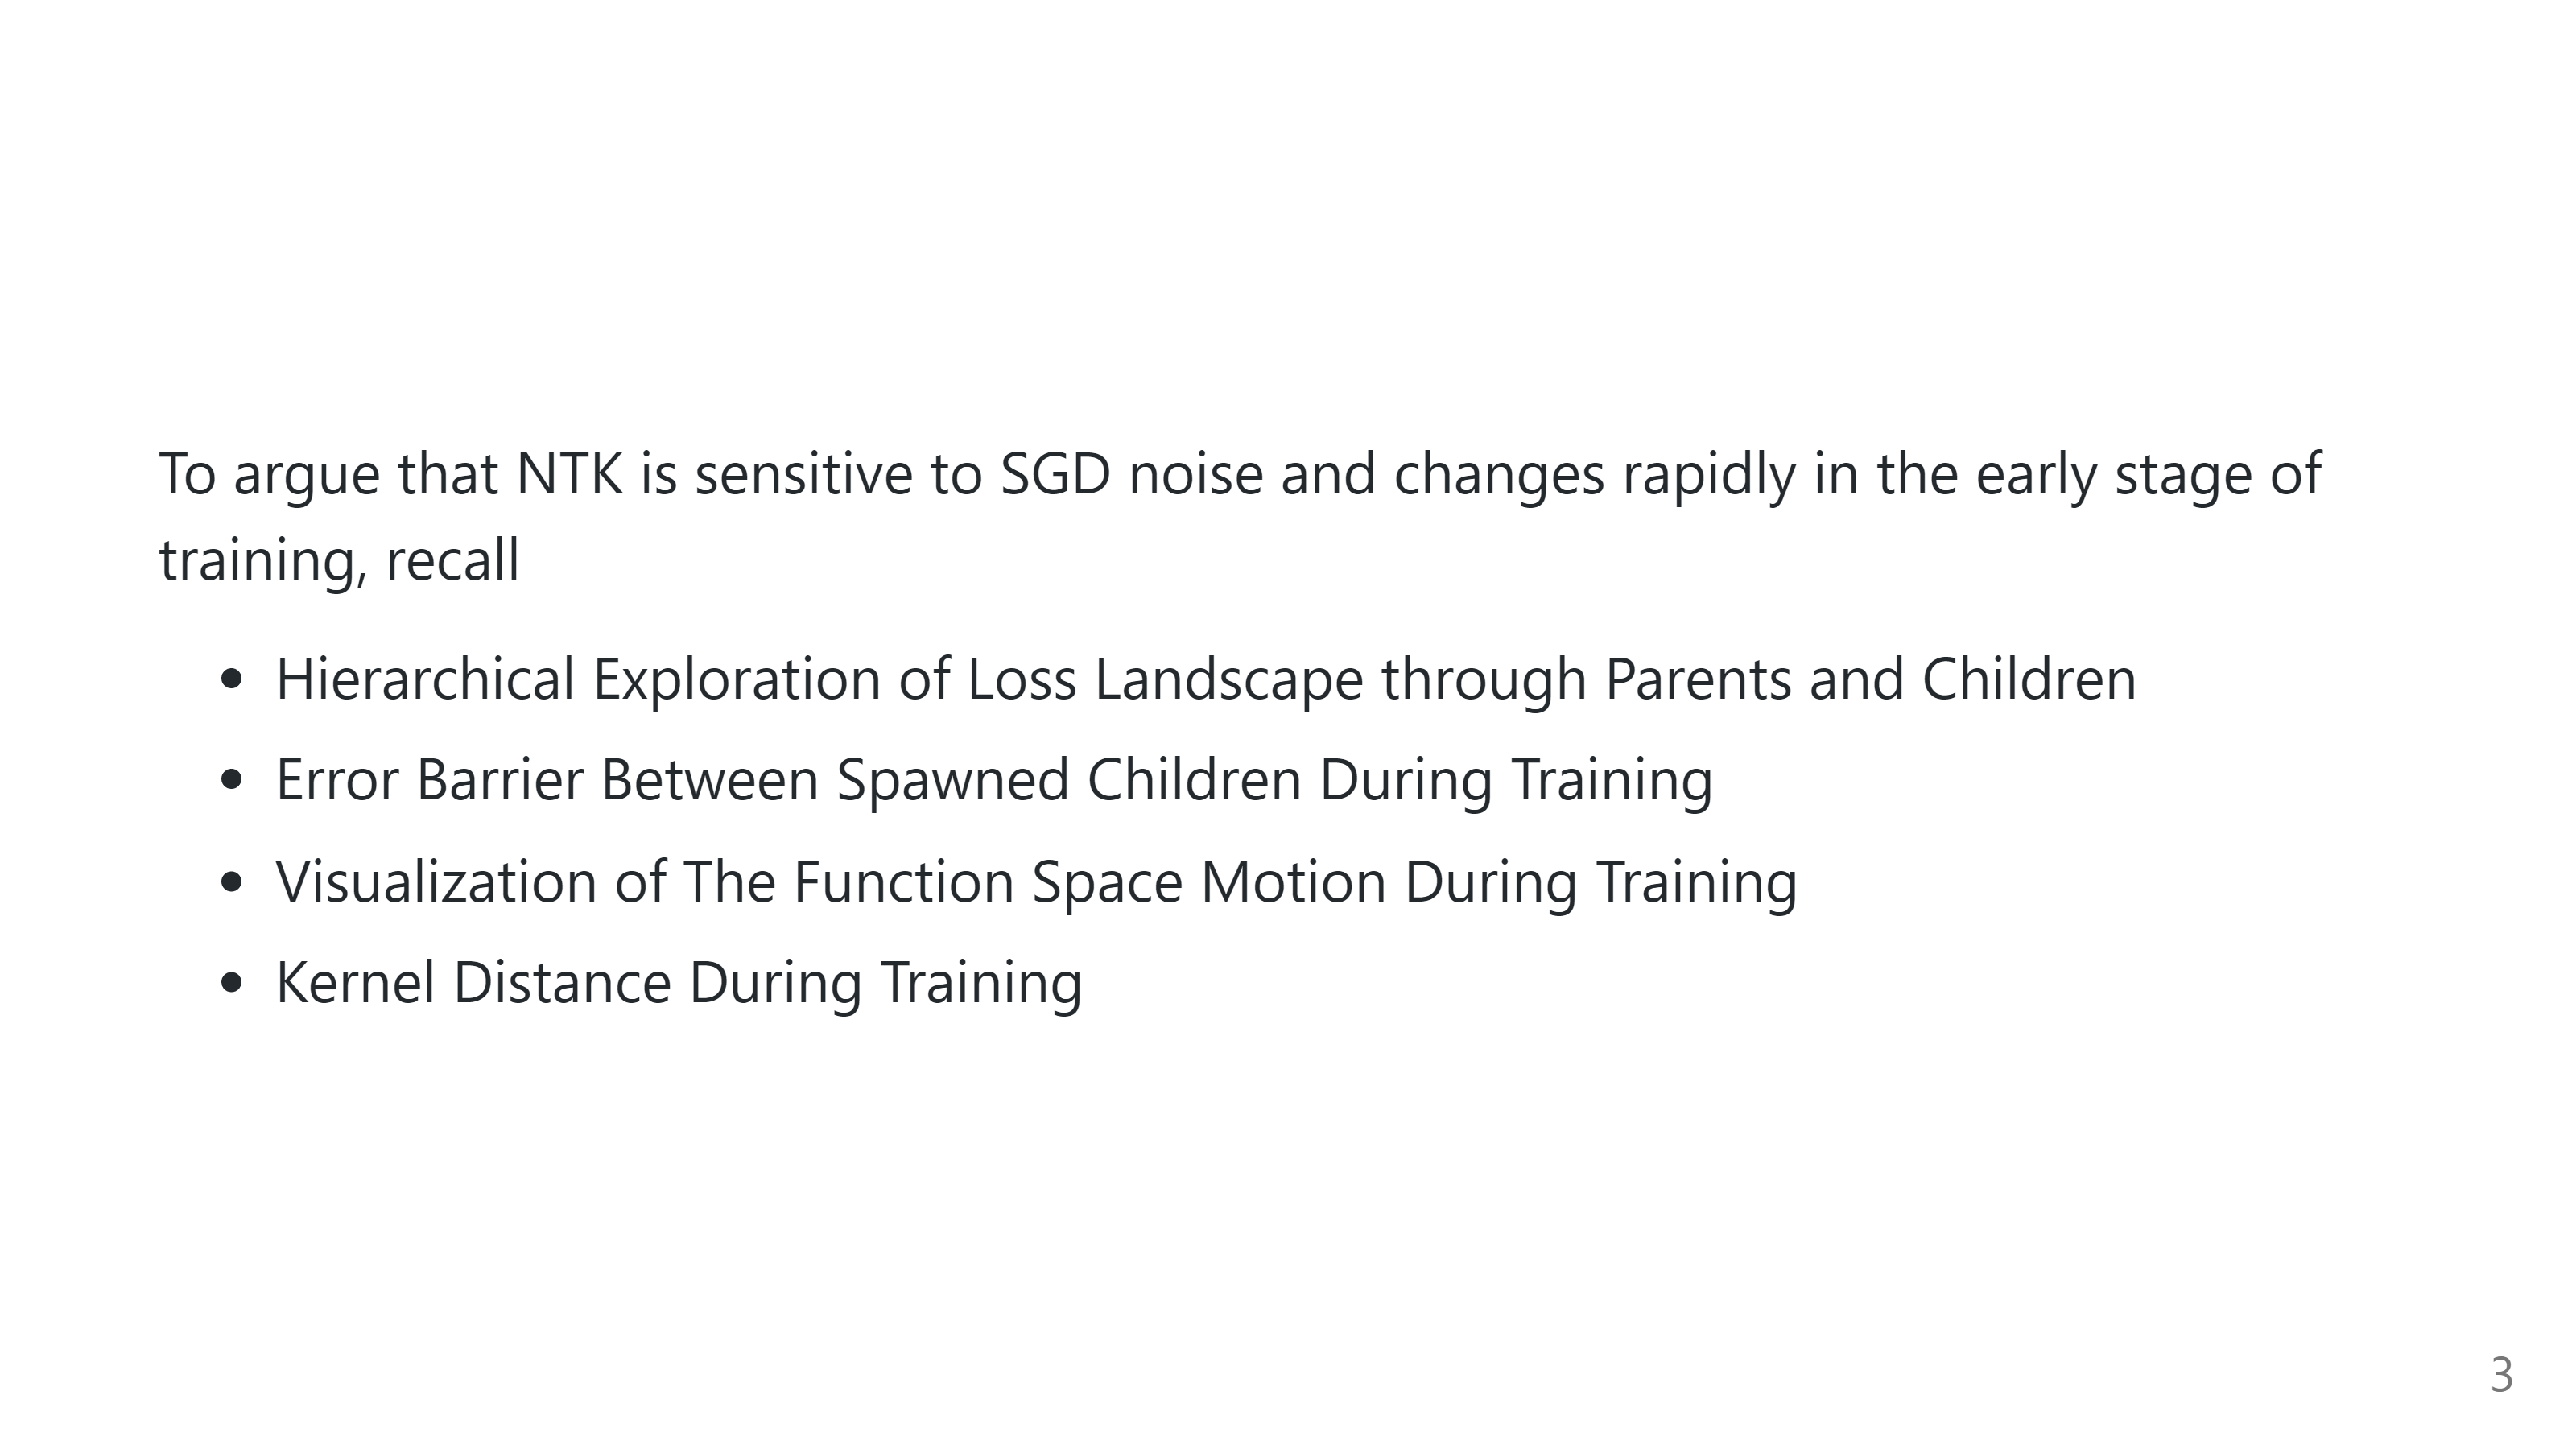 To argue that NTK is sensitive to SGD noise and changes rapidly in the early stage of
training, recall
• Hierarchical Exploration of Loss Landscape through Parents and Children
• Error Barrier Between Spawned Children During Training
• Visualization of The Function Space Motion During Training
• Kernel Distance During Training
3